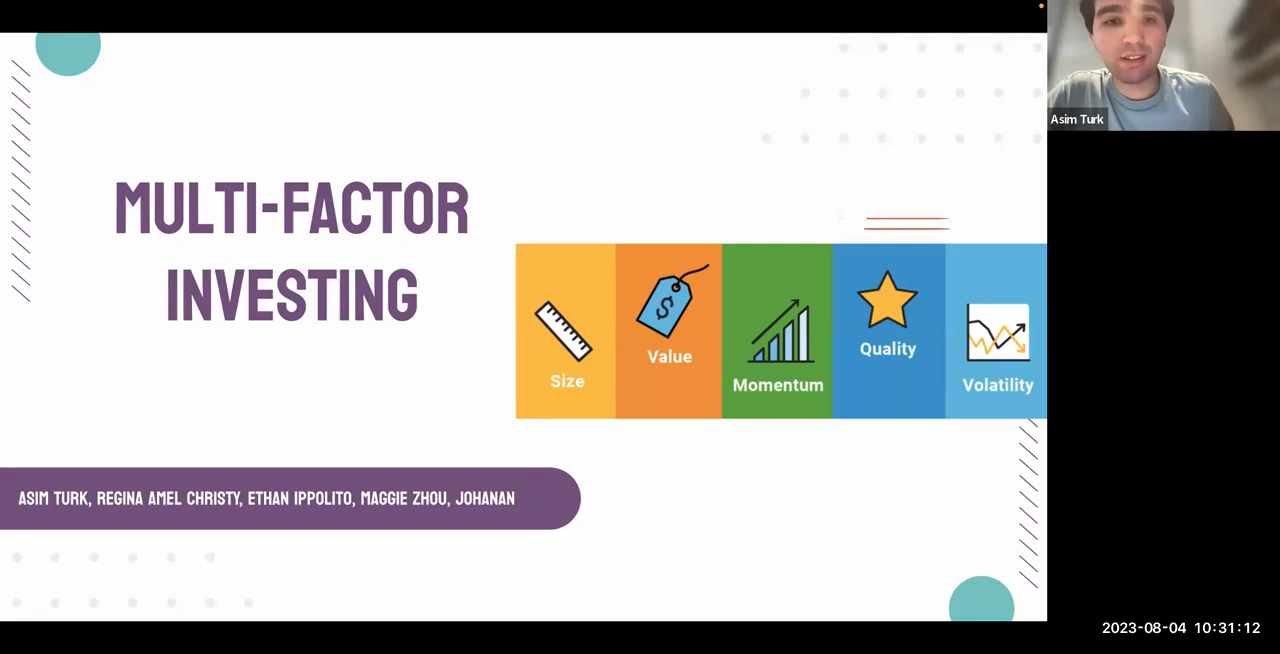 Asim Turk
MULTI-FACTOR
INVESTING
Size
Value
Momentum
Quality
Volatility
ASIM TURK, REGINA AMEL CHRISTY, ETHAN IPPOLITO, MAGGIE ZHOU, JOHANAN
2023-08-04 10:31:12